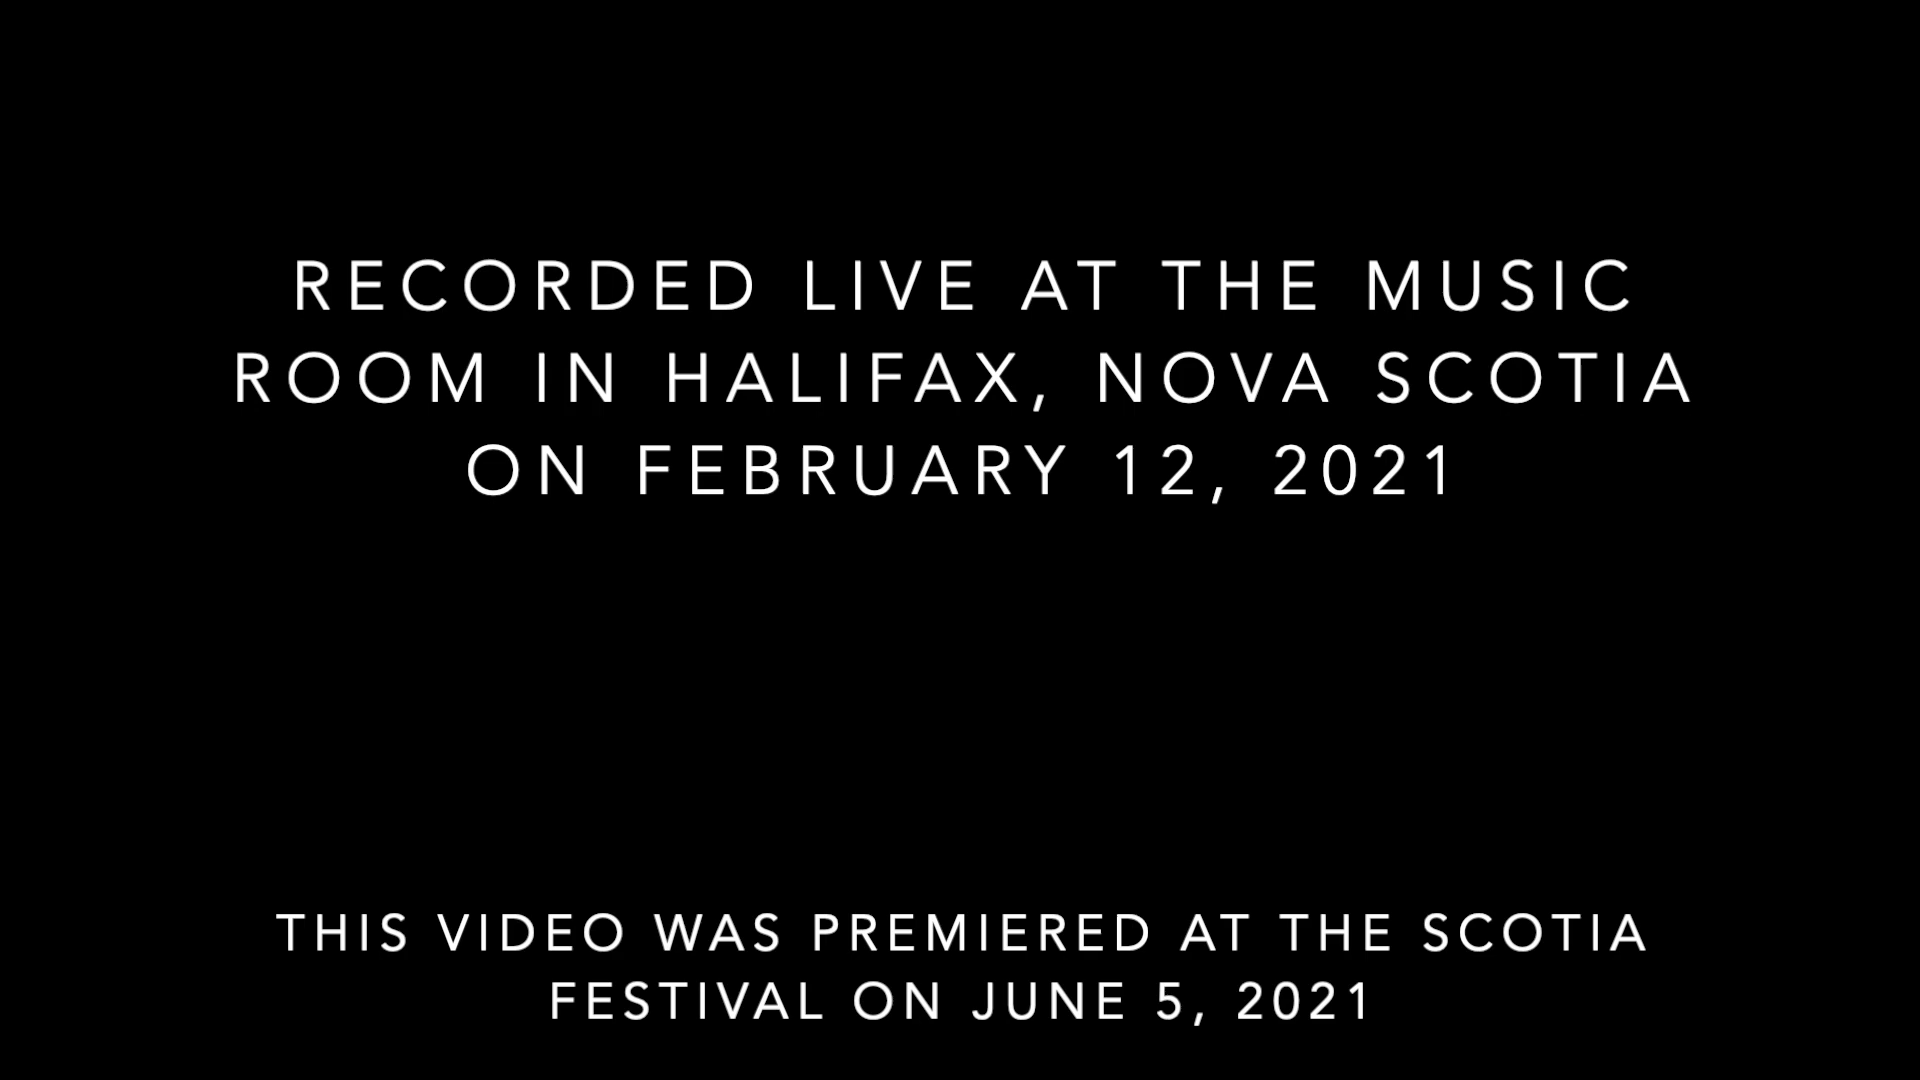 RECORDED LIVE AT THE MUSIC
ROOM IN HALIFAX, NOVA SCOTIA
ON FEBRUARY 12, 2021
THIS VIDEO WAS PREMIERED AT THE SCOTIA
FESTIVAL ON JUNE 5, 2021